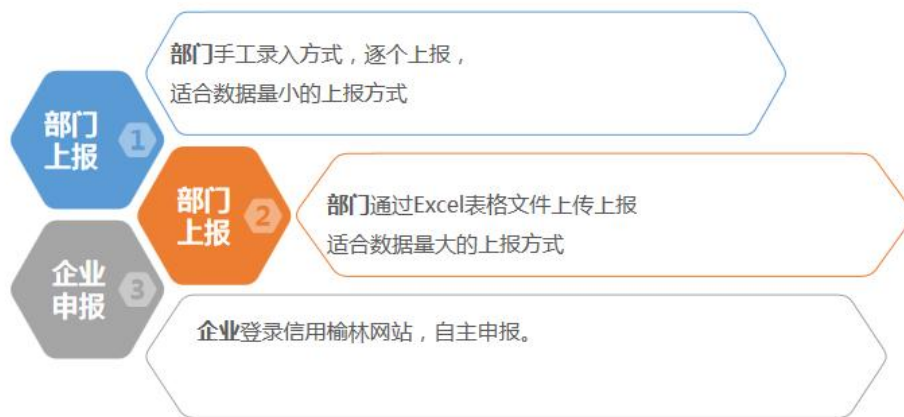 部门手工录入方式，逐个上报，
适合数据量小的上报方式
部门
上报
1
部门
上报
2
部门通过Excel表格文件上传上报
适合数据量大的上报方式
企业
申报
3
企业登录信用榆林网站，自主申报。